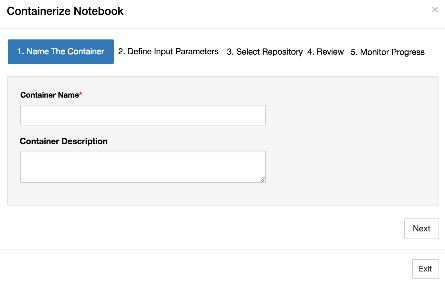 Containerize Notebook
×
1. Name The Container 2. Define Input Parameters 3. Select Repository 4. Review 5. Monitor Progress
Container Name*
Container Description
Next
Exit